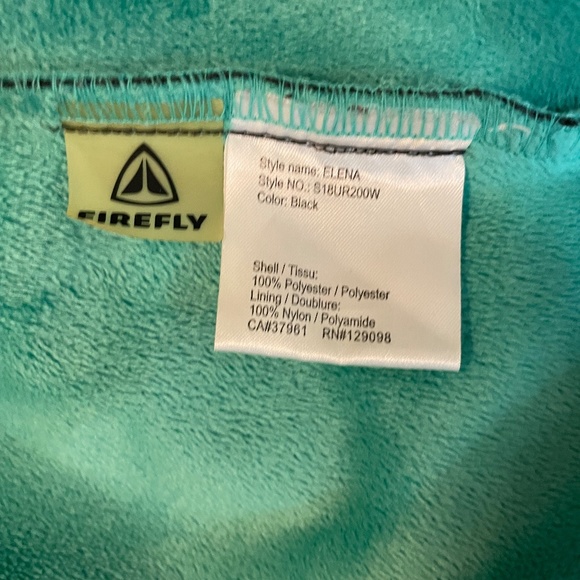 FIREFLY
Style name: ELENA
Style NO.: S18UR200W
Color: Black
Shell / Tissu:
100% Polyester / Polyester
Lining / Doublure:
100% Nylon / Polyamide
CA#37961 RN#129098